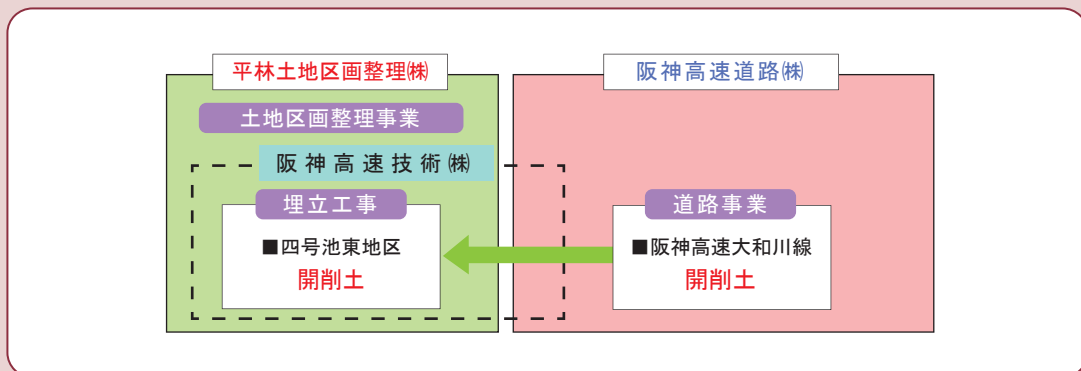 平林土地区画整理㈱
阪神高速道路㈱
土地区画整理事業
阪神高速技術㈱
埋立工事
道路事業
■四号池東地区
開削土
■阪神高速大和川線
開削土